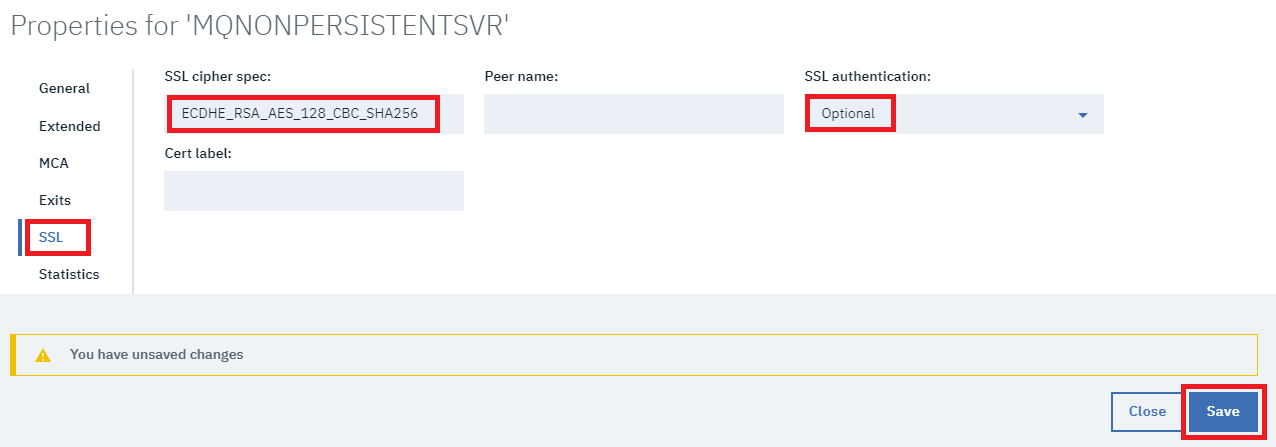 Properties for 'MQNONPERSISTENTSVR'
General
Extended
MCA
Exits
SSL
Statistics
SSL cipher spec:
ECDHE_RSA_AES_128_CBC_SHA256
Peer name:
SSL authentication:
Optional
Cert label:
You have unsaved changes
Close
Save